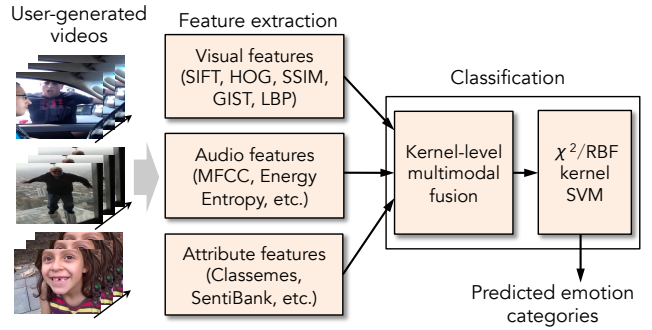 User-generated
videos
Feature extraction
Visual features
(SIFT, HOG, SSIM,
GIST, LBP)
Audio features
(MFCC, Energy
Entropy, etc.)
Attribute features
(Classemes,
SentiBank, etc.)
Classification
Kernel-level
multimodal
fusion
χ²/RBF
kernel
SVM
Predicted emotion
categories